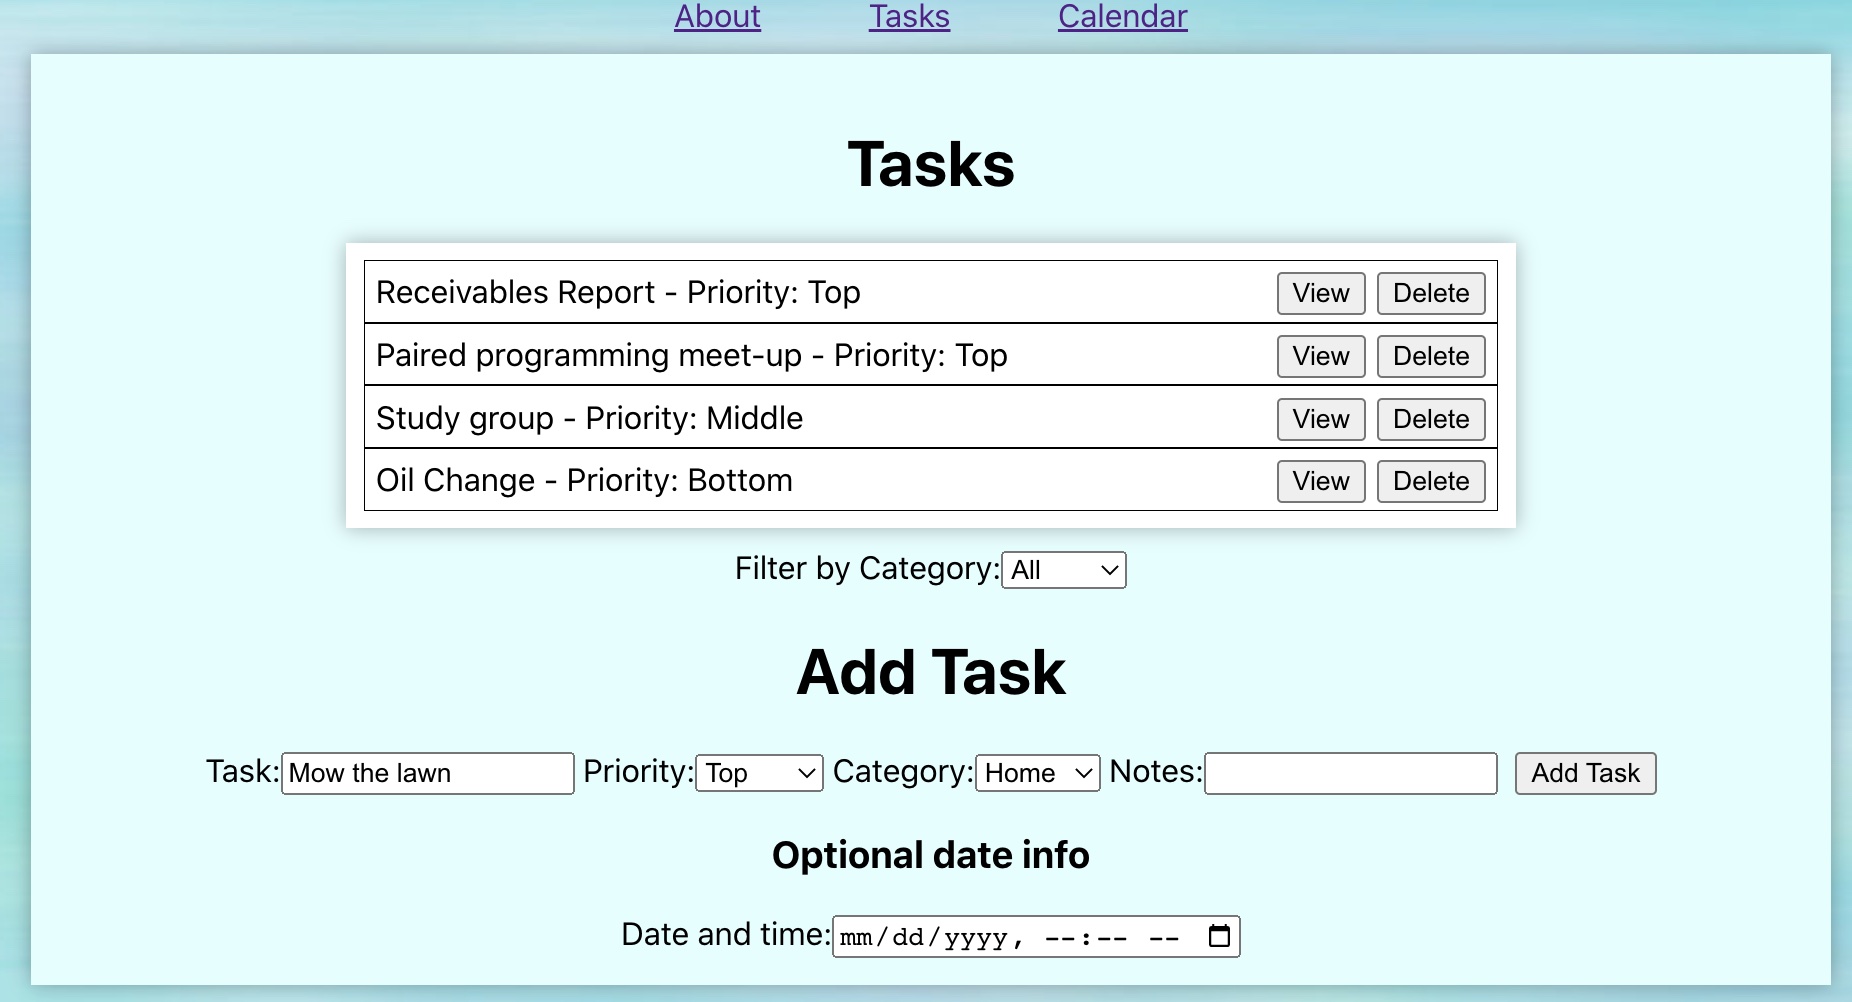 About Tasks Calendar
Tasks
Receivables Report - Priority: Top View Delete
Paired programming meet-up - Priority: Top View Delete
Study group - Priority: Middle View Delete
Oil Change - Priority: Bottom View Delete
Filter by Category: All
Add Task
Task: Mow the lawn Priority: Top Category: Home Notes: Add Task
Optional date info
Date and time: mm/dd/yyyy, --:-- --